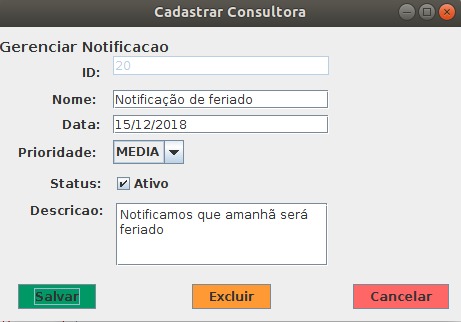 Cadastrar Consultora
Gerenciar Notificacao
ID: 20
Nome: Notificação de feriado
Data: 15/12/2018
Prioridade: MEDIA
Status: Ativo
Descricao: Notificamos que amanhã será
feriado
Salvar Excluir Cancelar